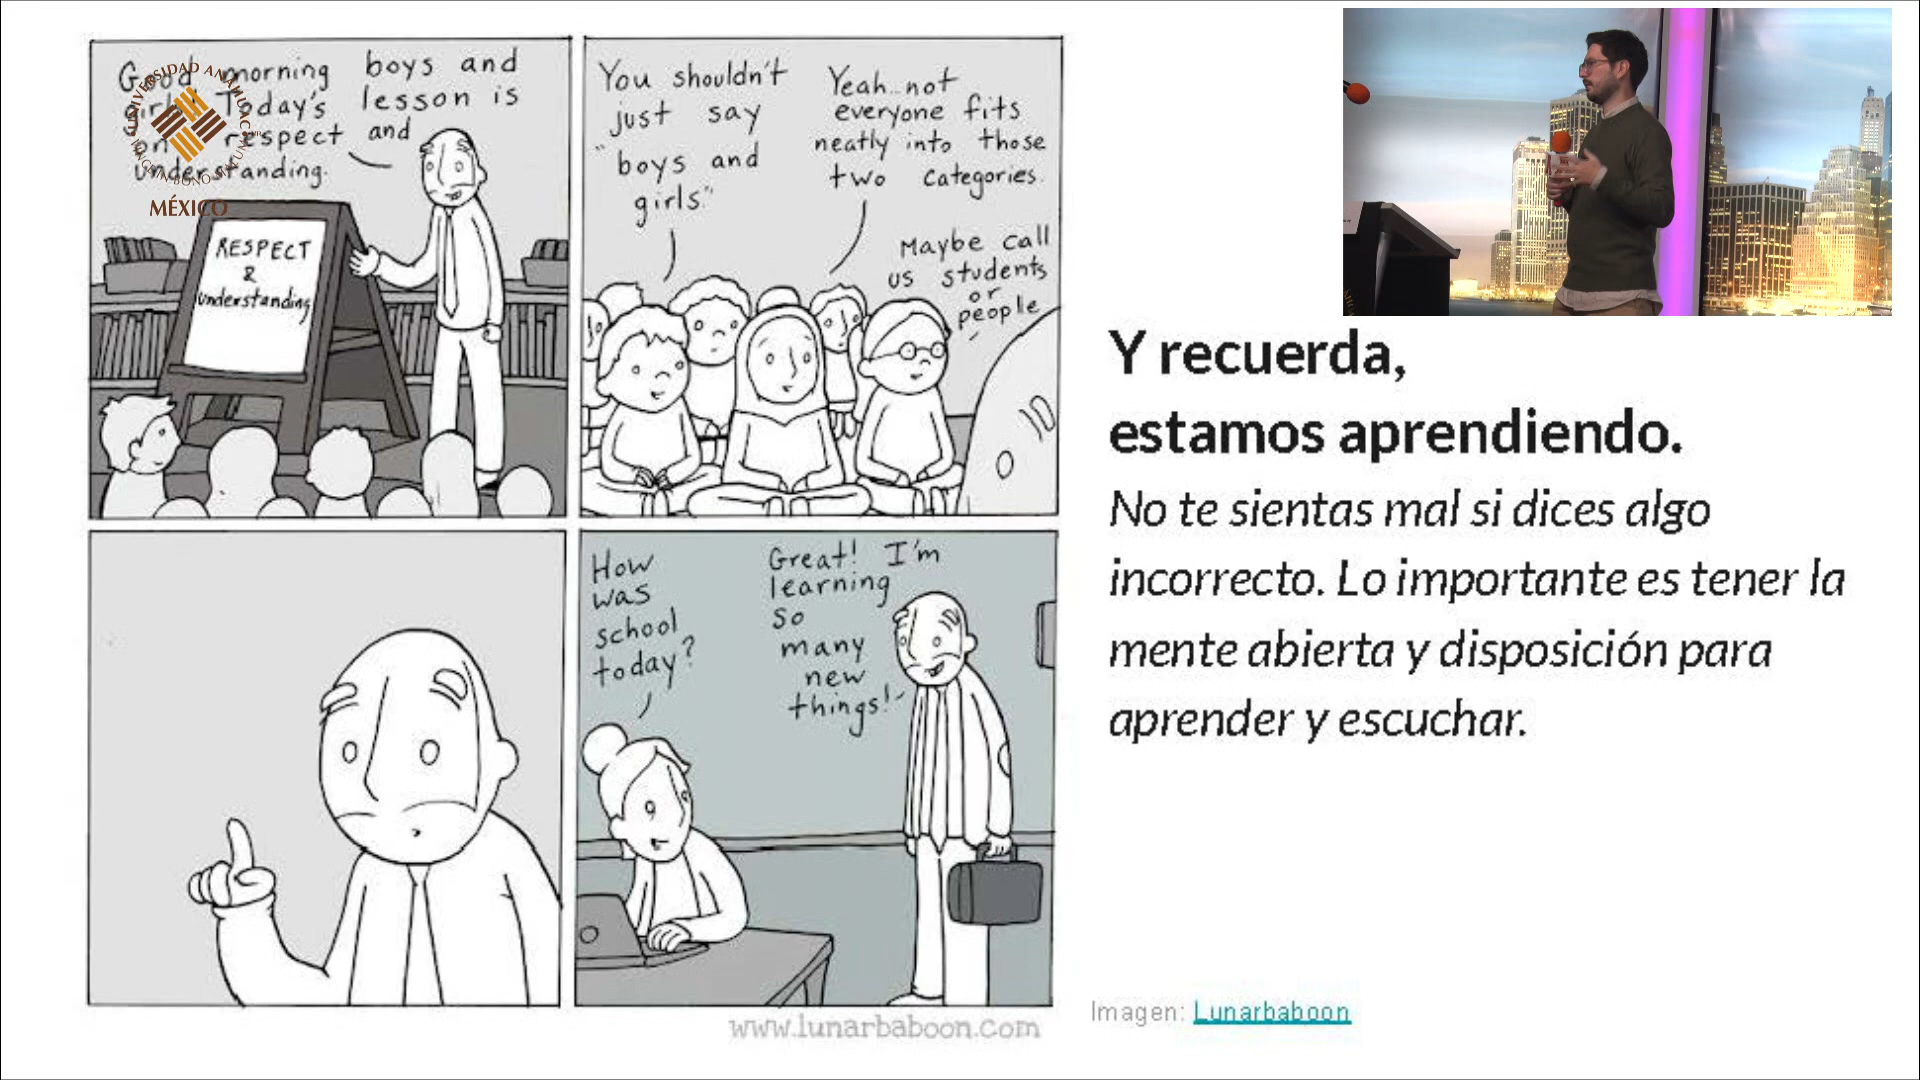 Good morning boys and
girls Today's lesson is
on respect and
understanding.
RESPECT
&
understanding
UNIVERSIDAD ANÁHUAC
MÉXICO
You shouldn't
just say
"boys and
girls."
Yeah..not
everyone fits
neatly into those
two categories.
Maybe call
us students
or
people
How
was
school
today?
Great! I'm
learning
so
many
new
things!
www.lunarbaboon.com
Y recuerda,
estamos aprendiendo.
No te sientas mal si dices algo
incorrecto. Lo importante es tener la
mente abierta y disposición para
aprender y escuchar.
Imagen: Lunarbaboon